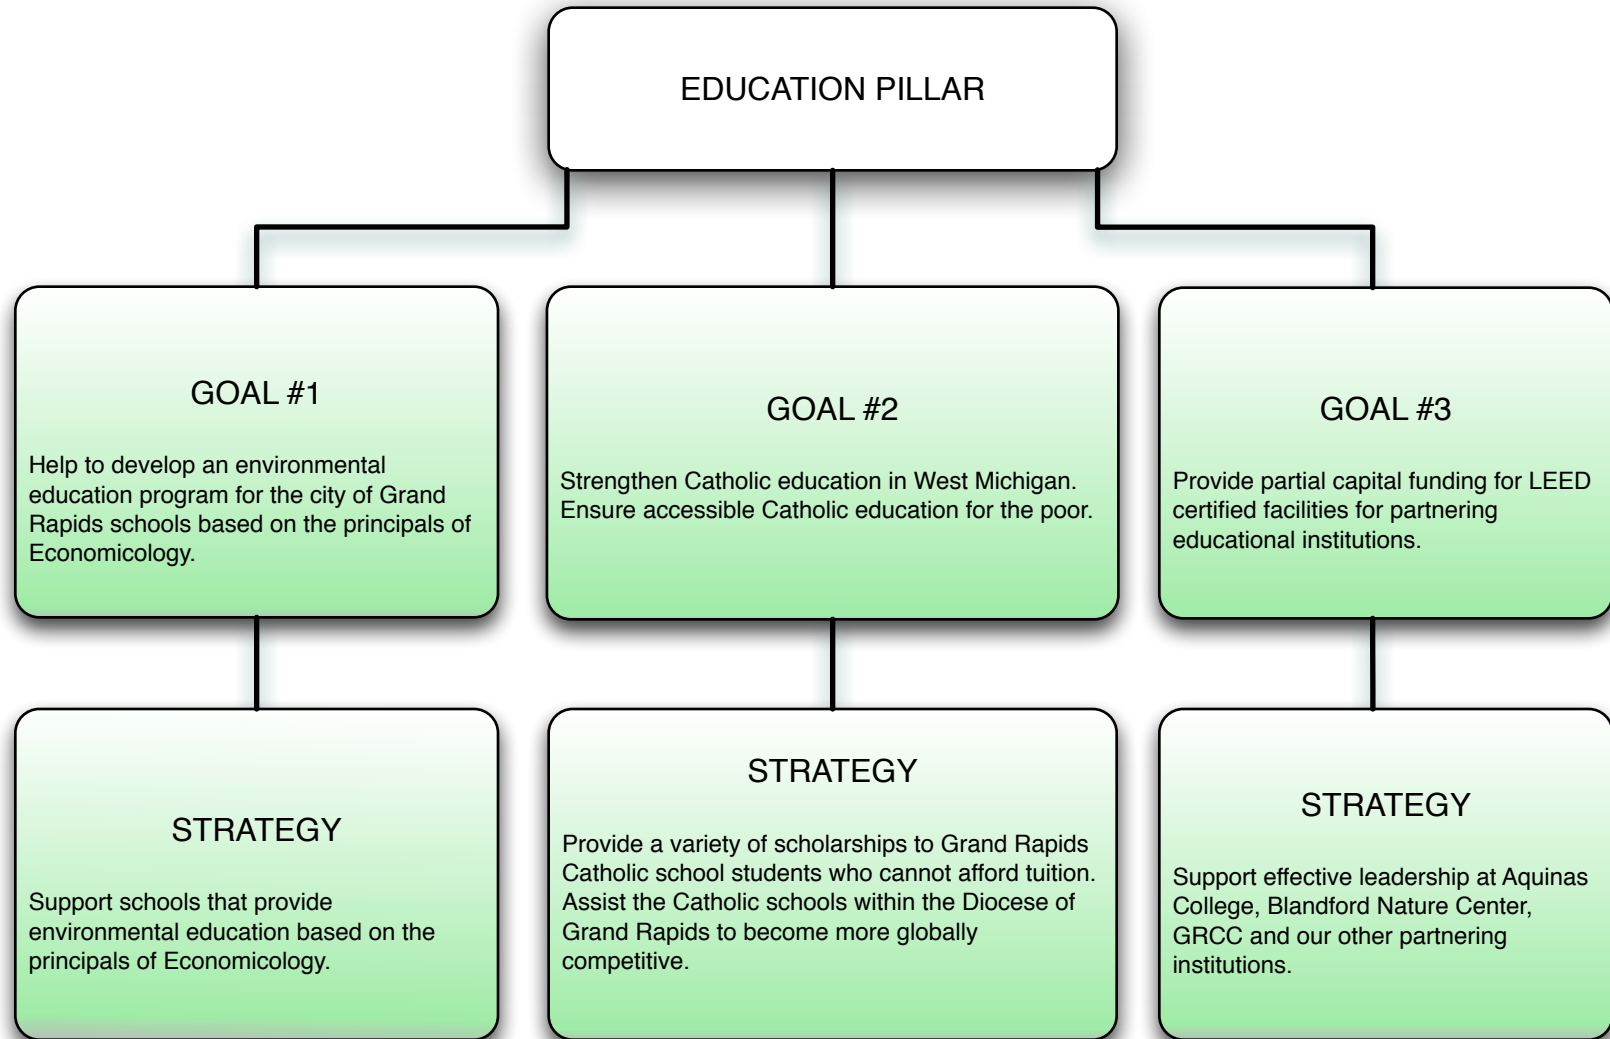 EDUCATION PILLAR
GOAL #1
Help to develop an environmental
education program for the city of Grand
Rapids schools based on the principals of
Economicology.
GOAL #2
Strengthen Catholic education in West Michigan.
Ensure accessible Catholic education for the poor.
GOAL #3
Provide partial capital funding for LEED
certified facilities for partnering
educational institutions.
STRATEGY
Support schools that provide
environmental education based on the
principals of Economicology.
STRATEGY
Provide a variety of scholarships to Grand Rapids
Catholic school students who cannot afford tuition.
Assist the Catholic schools within the Diocese of
Grand Rapids to become more globally
competitive.
STRATEGY
Support effective leadership at Aquinas
College, Blandford Nature Center,
GRCC and our other partnering
institutions.